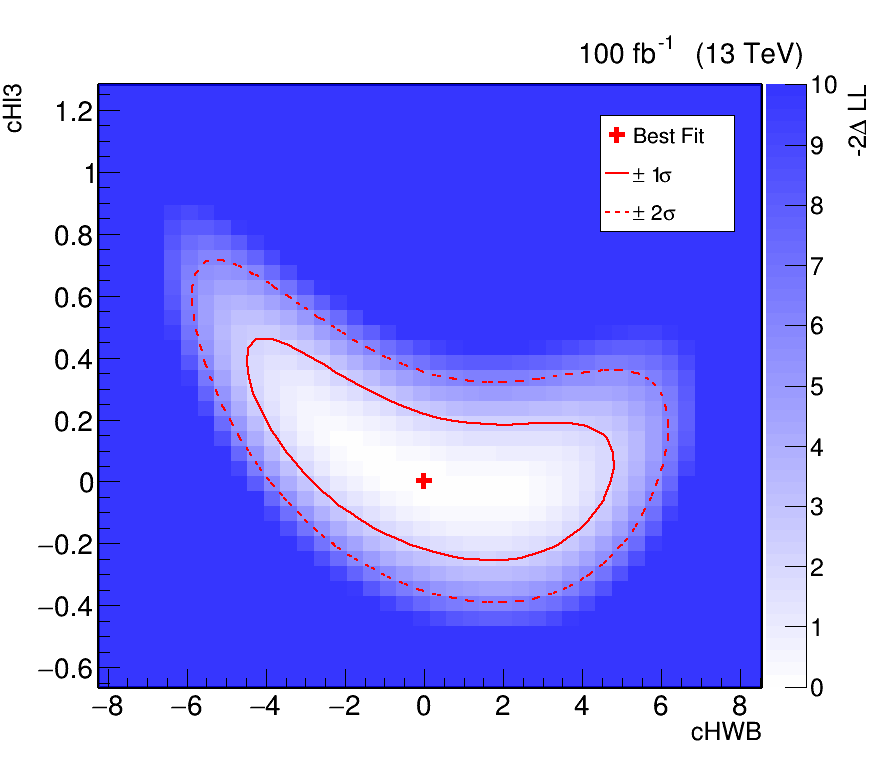 100 fb⁻¹ (13 TeV)
cHl3
1.2
1
0.8
0.6
0.4
0.2
0
−0.2
−0.4
−0.6
Best Fit
± 1σ
± 2σ
10
9
8
7
6
5
4
3
2
1
0
-2Δ LL
−8 −6 −4 −2 0 2 4 6 8
cHWB